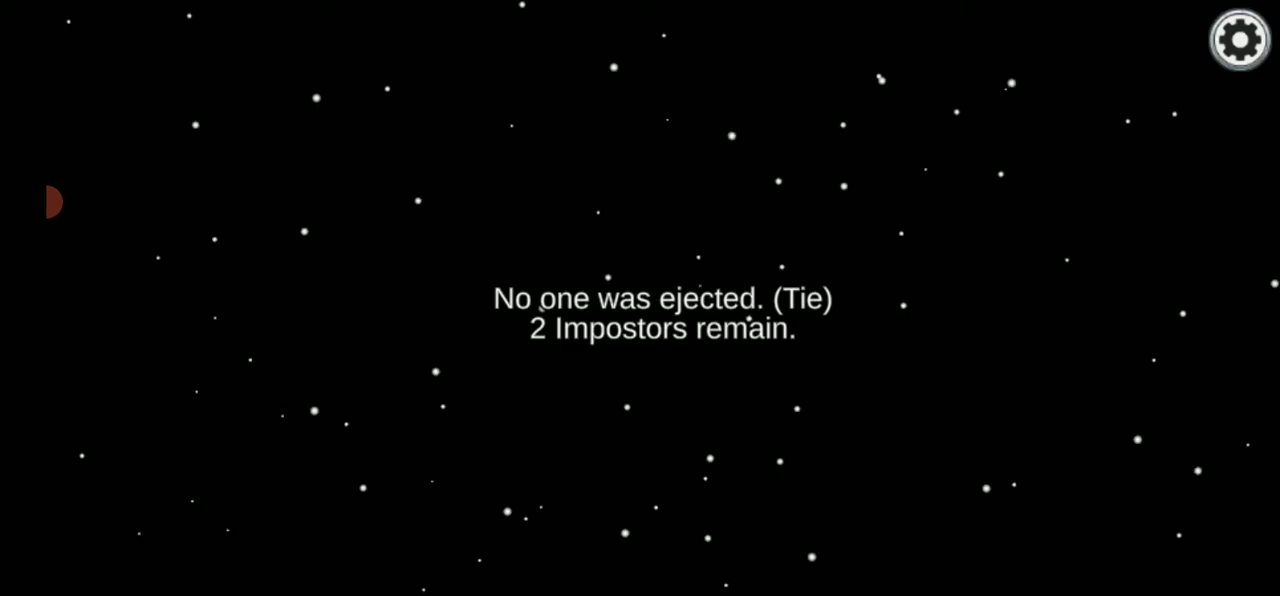 No one was ejected. (Tie)
2 Impostors remain.